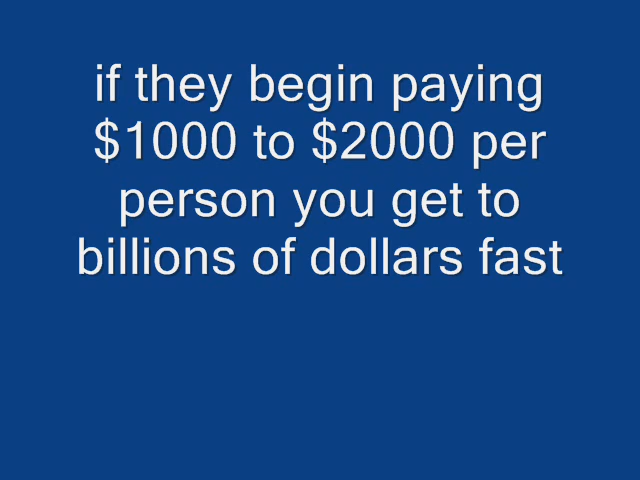 if they begin paying
$1000 to $2000 per
person you get to
billions of dollars fast